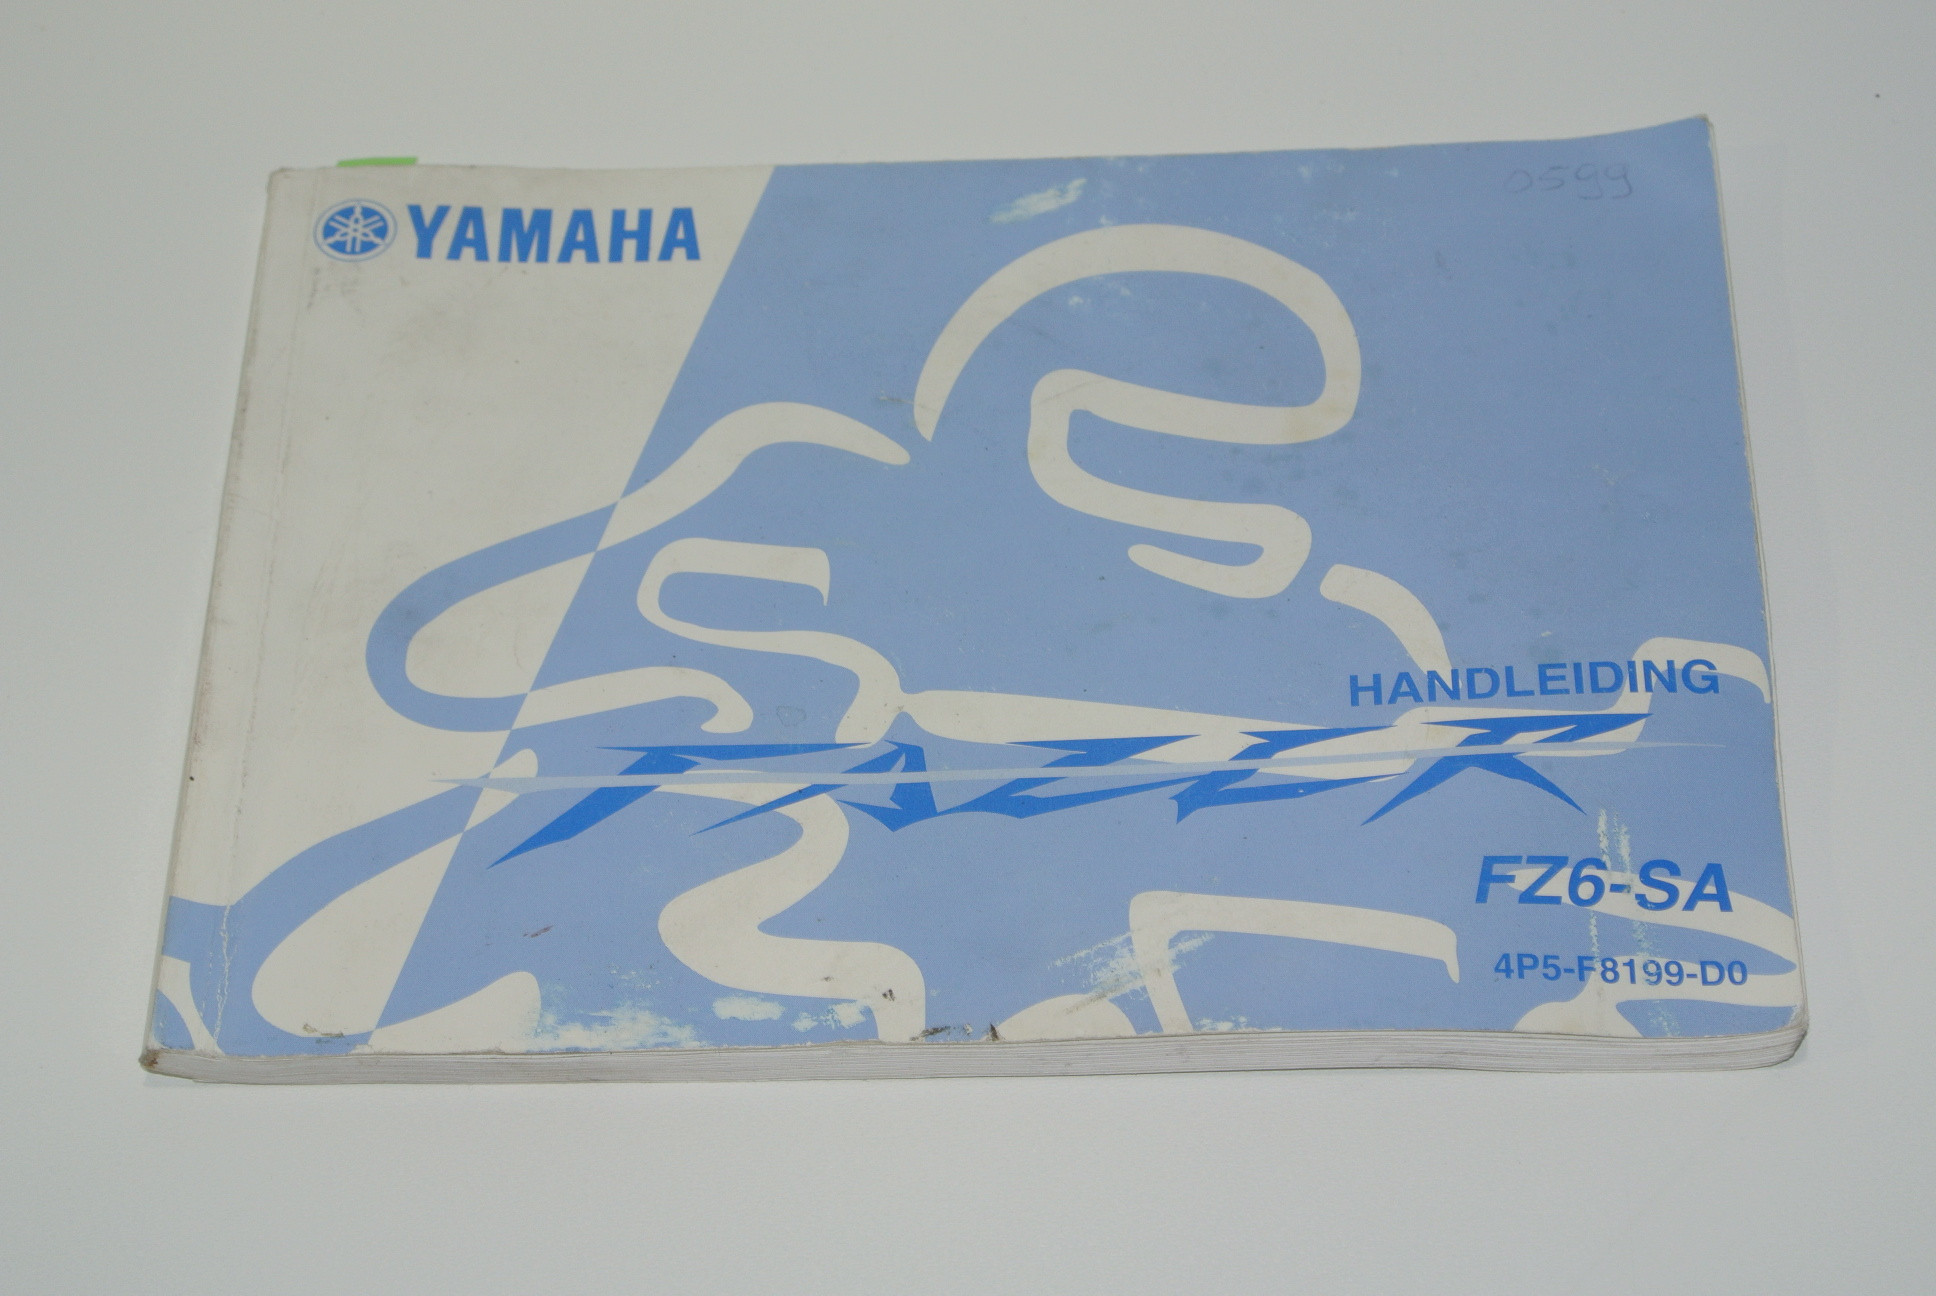 YAMAHA
0599
HANDLEIDING
FAZER
FZ6-SA
4P5-F8199-D0